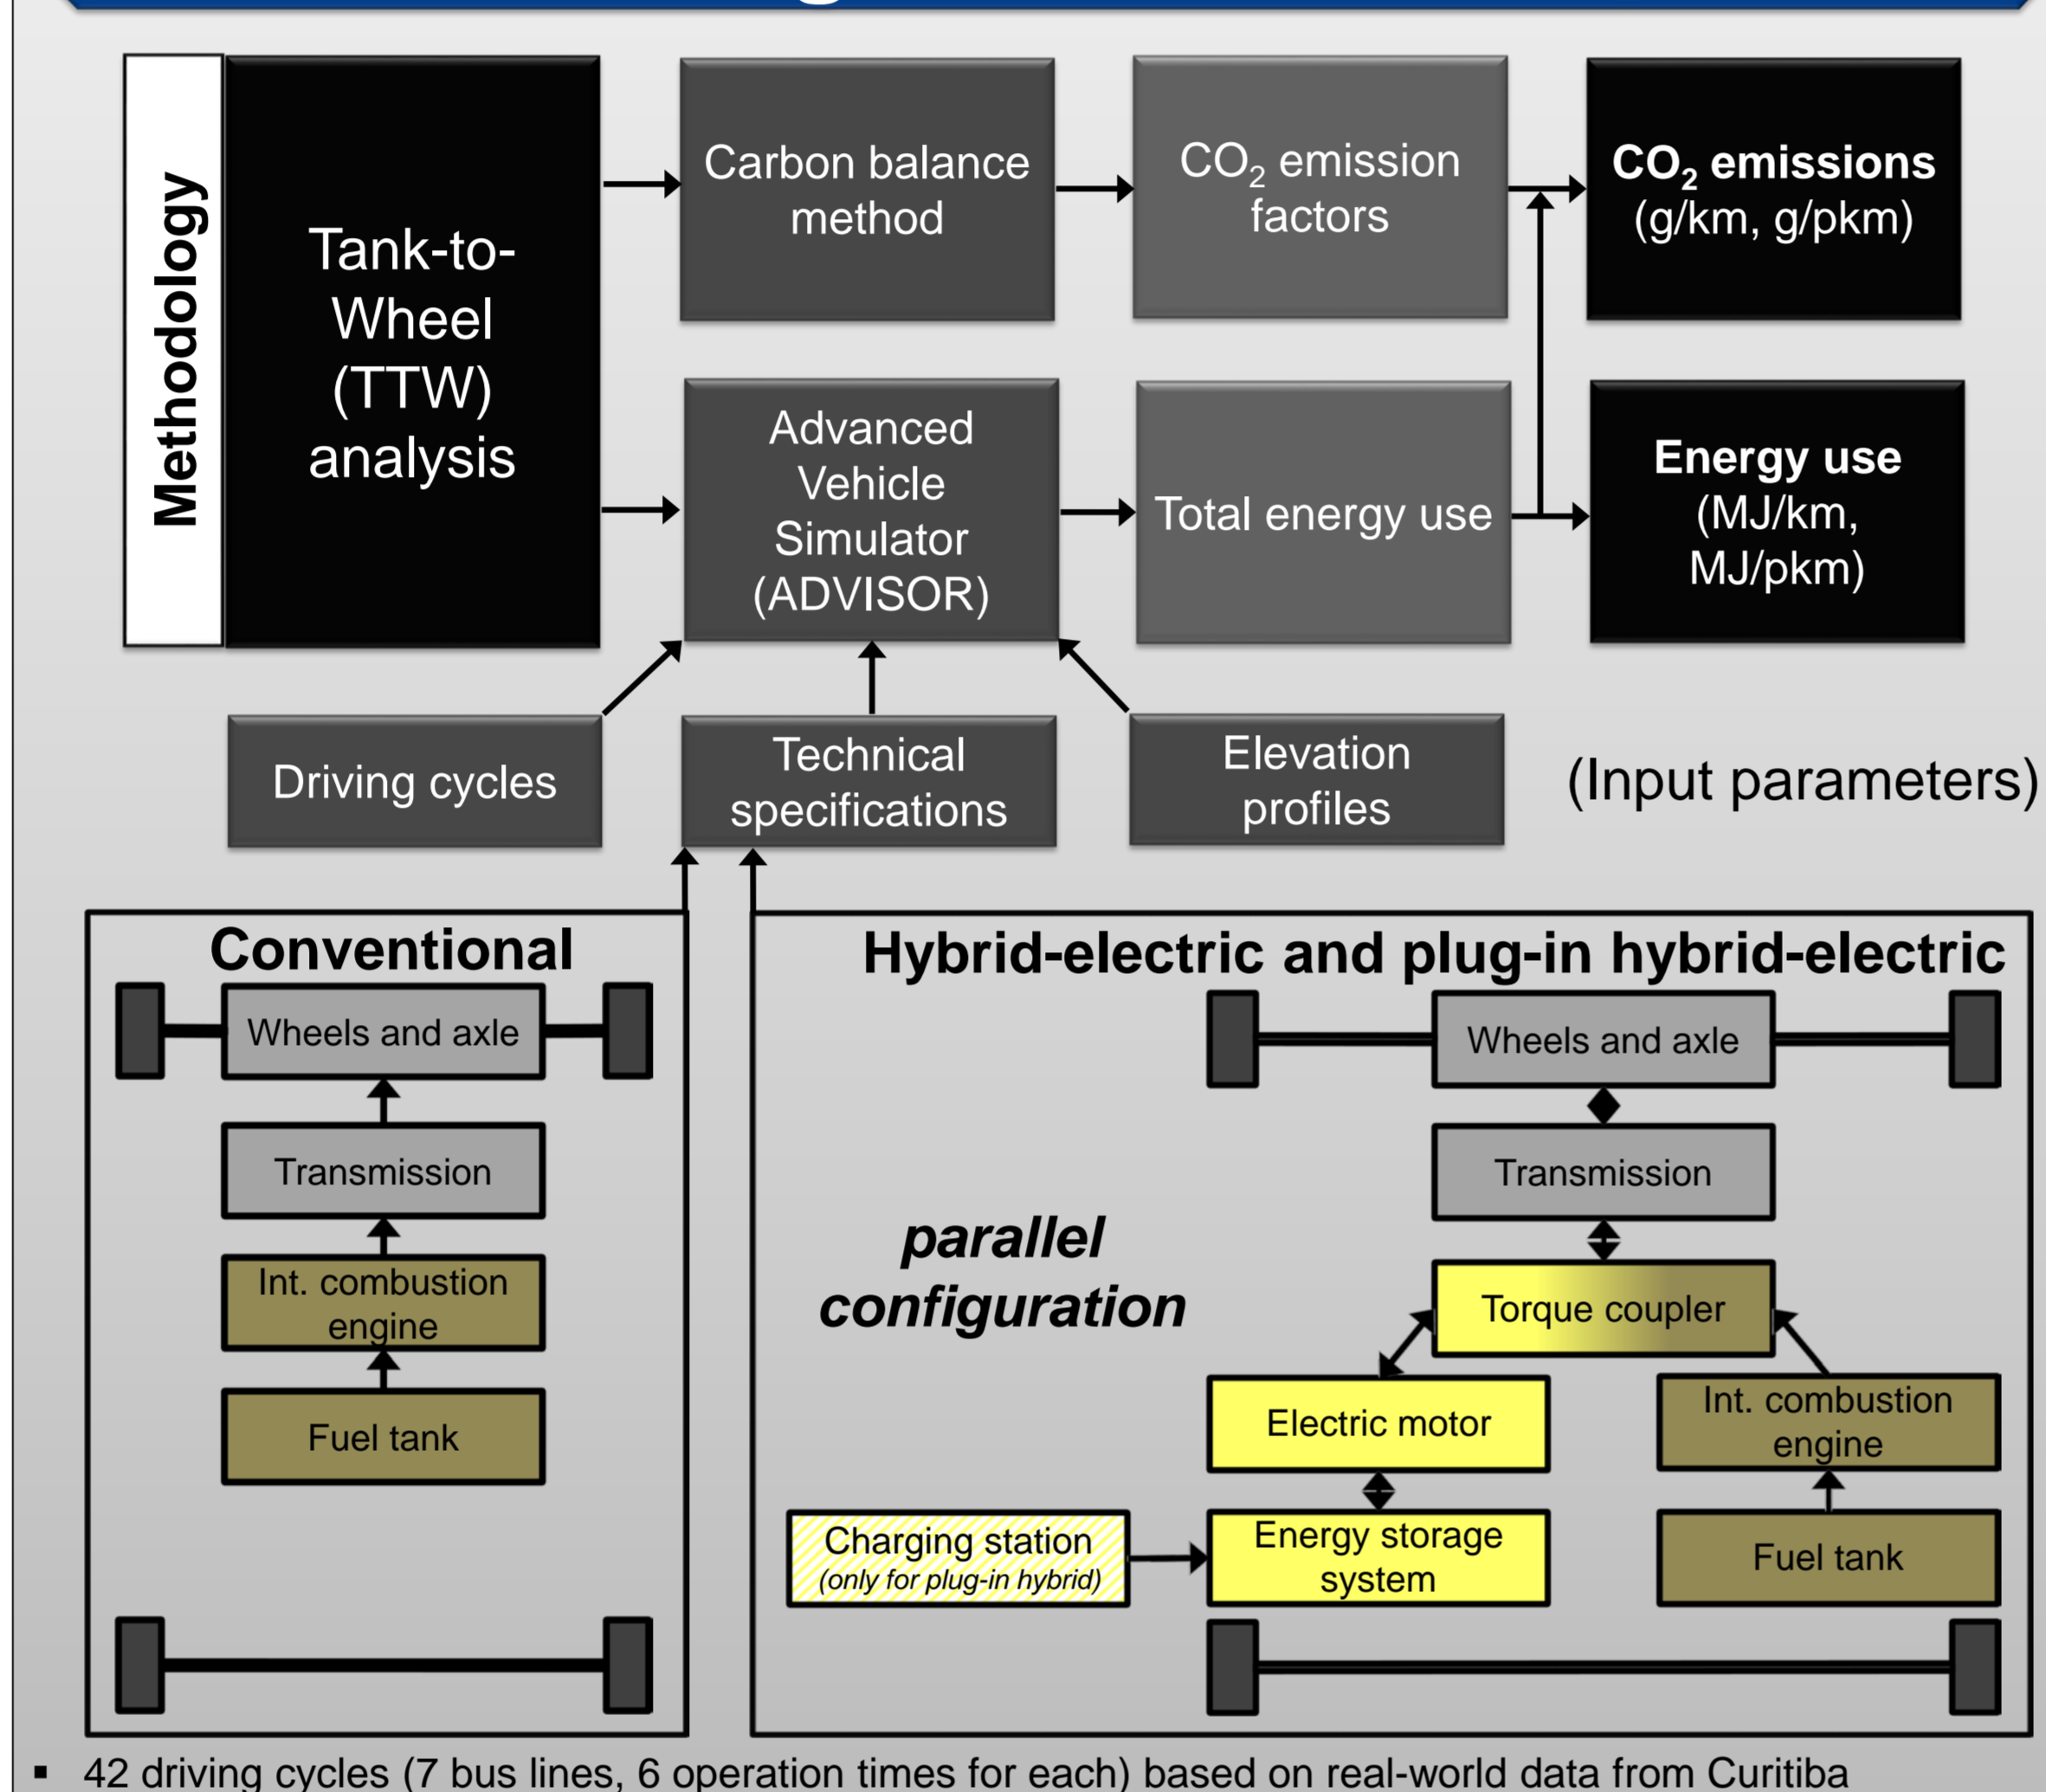 Methodology
Tank-to-
Wheel
(TTW)
analysis
Carbon balance
method
CO₂ emission
factors
CO₂ emissions
(g/km, g/pkm)
Advanced
Vehicle
Simulator
(ADVISOR)
Total energy use
Energy use
(MJ/km,
MJ/pkm)
Driving cycles
Technical
specifications
Elevation
profiles
(Input parameters)
Conventional
Wheels and axle
Transmission
Int. combustion
engine
Fuel tank
Hybrid-electric and plug-in hybrid-electric
Wheels and axle
Transmission
parallel
configuration
Torque coupler
Electric motor
Int. combustion
engine
Charging station
(only for plug-in hybrid)
Energy storage
system
Fuel tank
▪ 42 driving cycles (7 bus lines, 6 operation times for each) based on real-world data from Curitiba